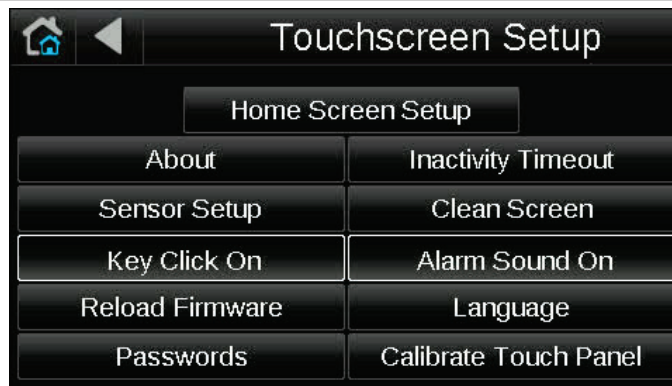 Touchscreen Setup
Home Screen Setup
About
Inactivity Timeout
Sensor Setup
Clean Screen
Key Click On
Alarm Sound On
Reload Firmware
Language
Passwords
Calibrate Touch Panel